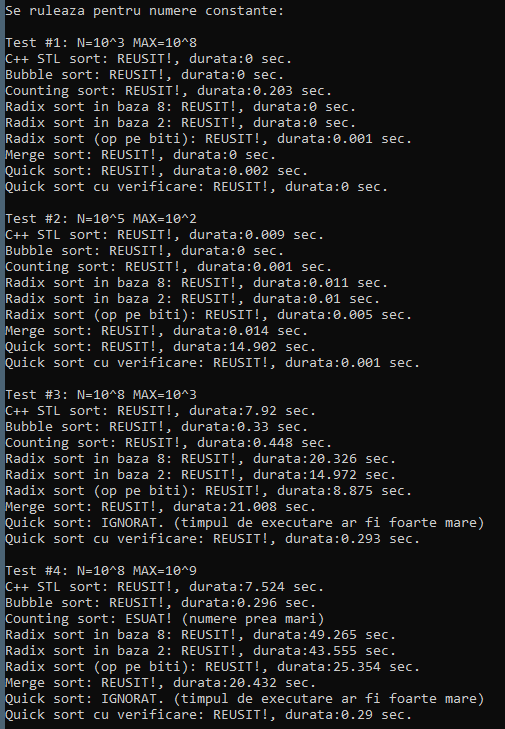 Se ruleaza pentru numere constante:
Test #1: N=10^3 MAX=10^8
C++ STL sort: REUSIT!, durata:0 sec.
Bubble sort: REUSIT!, durata:0 sec.
Counting sort: REUSIT!, durata:0.203 sec.
Radix sort in baza 8: REUSIT!, durata:0 sec.
Radix sort in baza 2: REUSIT!, durata:0 sec.
Radix sort (op pe biti): REUSIT!, durata:0.001 sec.
Merge sort: REUSIT!, durata:0 sec.
Quick sort: REUSIT!, durata:0.002 sec.
Quick sort cu verificare: REUSIT!, durata:0 sec.
Test #2: N=10^5 MAX=10^2
C++ STL sort: REUSIT!, durata:0.009 sec.
Bubble sort: REUSIT!, durata:0 sec.
Counting sort: REUSIT!, durata:0.001 sec.
Radix sort in baza 8: REUSIT!, durata:0.011 sec.
Radix sort in baza 2: REUSIT!, durata:0.01 sec.
Radix sort (op pe biti): REUSIT!, durata:0.005 sec.
Merge sort: REUSIT!, durata:0.014 sec.
Quick sort: REUSIT!, durata:14.902 sec.
Quick sort cu verificare: REUSIT!, durata:0.001 sec.
Test #3: N=10^8 MAX=10^3
C++ STL sort: REUSIT!, durata:7.92 sec.
Bubble sort: REUSIT!, durata:0.33 sec.
Counting sort: REUSIT!, durata:0.448 sec.
Radix sort in baza 8: REUSIT!, durata:20.326 sec.
Radix sort in baza 2: REUSIT!, durata:14.972 sec.
Radix sort (op pe biti): REUSIT!, durata:8.875 sec.
Merge sort: REUSIT!, durata:21.008 sec.
Quick sort: IGNORAT. (timpul de executare ar fi foarte mare)
Quick sort cu verificare: REUSIT!, durata:0.293 sec.
Test #4: N=10^8 MAX=10^9
C++ STL sort: REUSIT!, durata:7.524 sec.
Bubble sort: REUSIT!, durata:0.296 sec.
Counting sort: ESUAT! (numere prea mari)
Radix sort in baza 8: REUSIT!, durata:49.265 sec.
Radix sort in baza 2: REUSIT!, durata:43.555 sec.
Radix sort (op pe biti): REUSIT!, durata:25.354 sec.
Merge sort: REUSIT!, durata:20.432 sec.
Quick sort: IGNORAT. (timpul de executare ar fi foarte mare)
Quick sort cu verificare: REUSIT!, durata:0.29 sec.